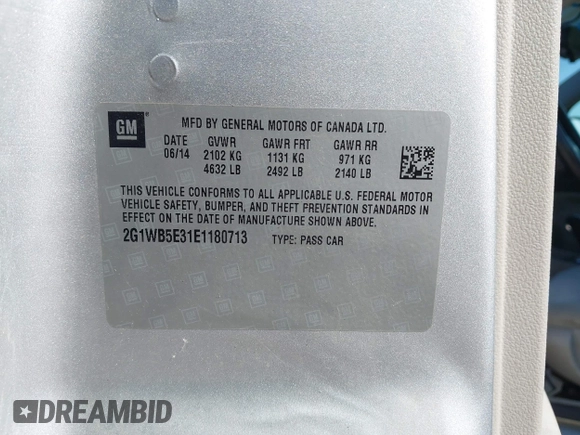 GM
MFD BY GENERAL MOTORS OF CANADA LTD.
DATE GVWR GAWR FRT GAWR RR
06/14 2102 KG 1131 KG 971 KG
4632 LB 2492 LB 2140 LB
THIS VEHICLE CONFORMS TO ALL APPLICABLE U.S. FEDERAL MOTOR
VEHICLE SAFETY, BUMPER, AND THEFT PREVENTION STANDARDS IN
EFFECT ON THE DATE OF MANUFACTURE SHOWN ABOVE.
2G1WB5E31E1180713 TYPE: PASS CAR
DREAMBID